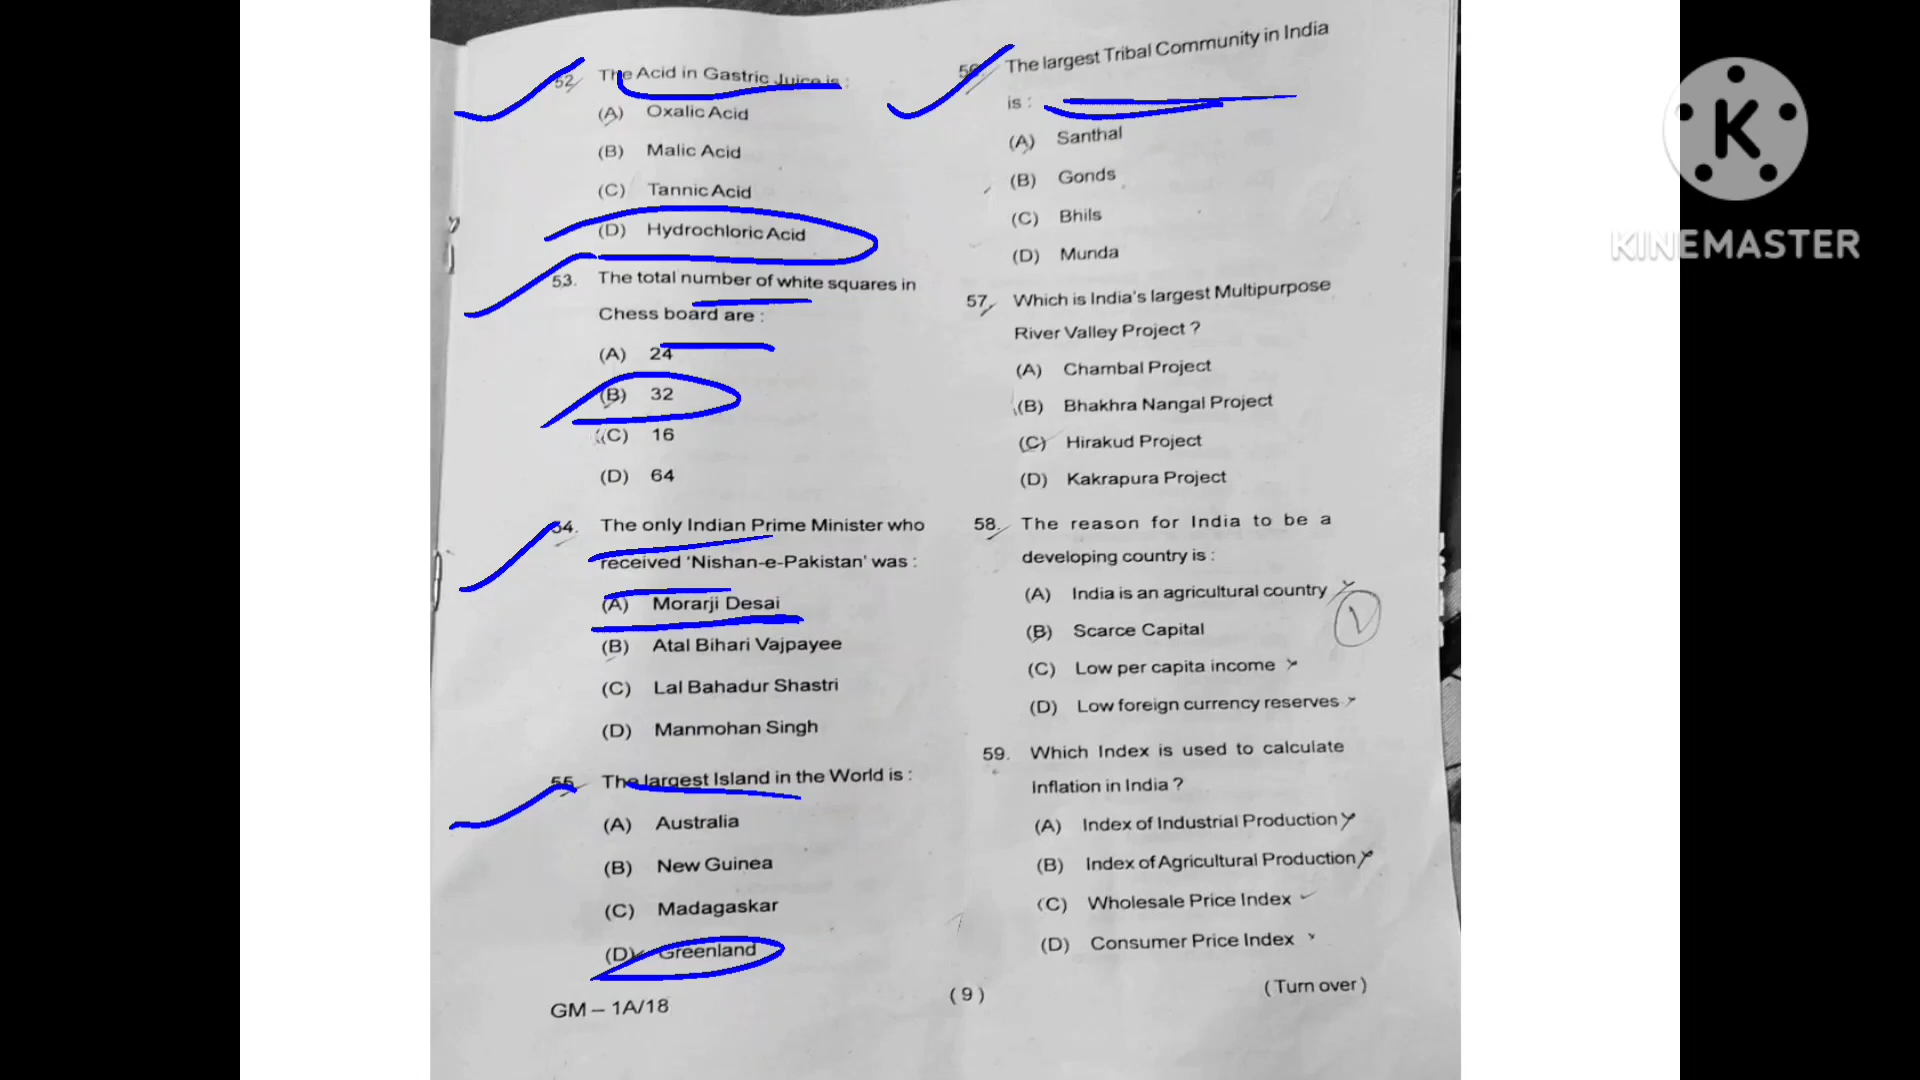 52. The Acid in Gastric Juice is :
(A) Oxalic Acid
(B) Malic Acid
(C) Tannic Acid
(D) Hydrochloric Acid
53. The total number of white squares in
Chess board are :
(A) 24
(B) 32
(C) 16
(D) 64
54. The only Indian Prime Minister who
received 'Nishan-e-Pakistan' was :
(A) Morarji Desai
(B) Atal Bihari Vajpayee
(C) Lal Bahadur Shastri
(D) Manmohan Singh
55. The largest Island in the World is :
(A) Australia
(B) New Guinea
(C) Madagaskar
(D) Greenland
GM – 1A/18
56. The largest Tribal Community in India
is :
(A) Santhal
(B) Gonds
(C) Bhils
(D) Munda
57. Which is India's largest Multipurpose
River Valley Project ?
(A) Chambal Project
(B) Bhakhra Nangal Project
(C) Hirakud Project
(D) Kakrapura Project
58. The reason for India to be a
developing country is :
(A) India is an agricultural country
(B) Scarce Capital
(C) Low per capita income
(D) Low foreign currency reserves
59. Which Index is used to calculate
Inflation in India ?
(A) Index of Industrial Production
(B) Index of Agricultural Production
(C) Wholesale Price Index
(D) Consumer Price Index
( 9 )
( Turn over )
K
KINEMASTER